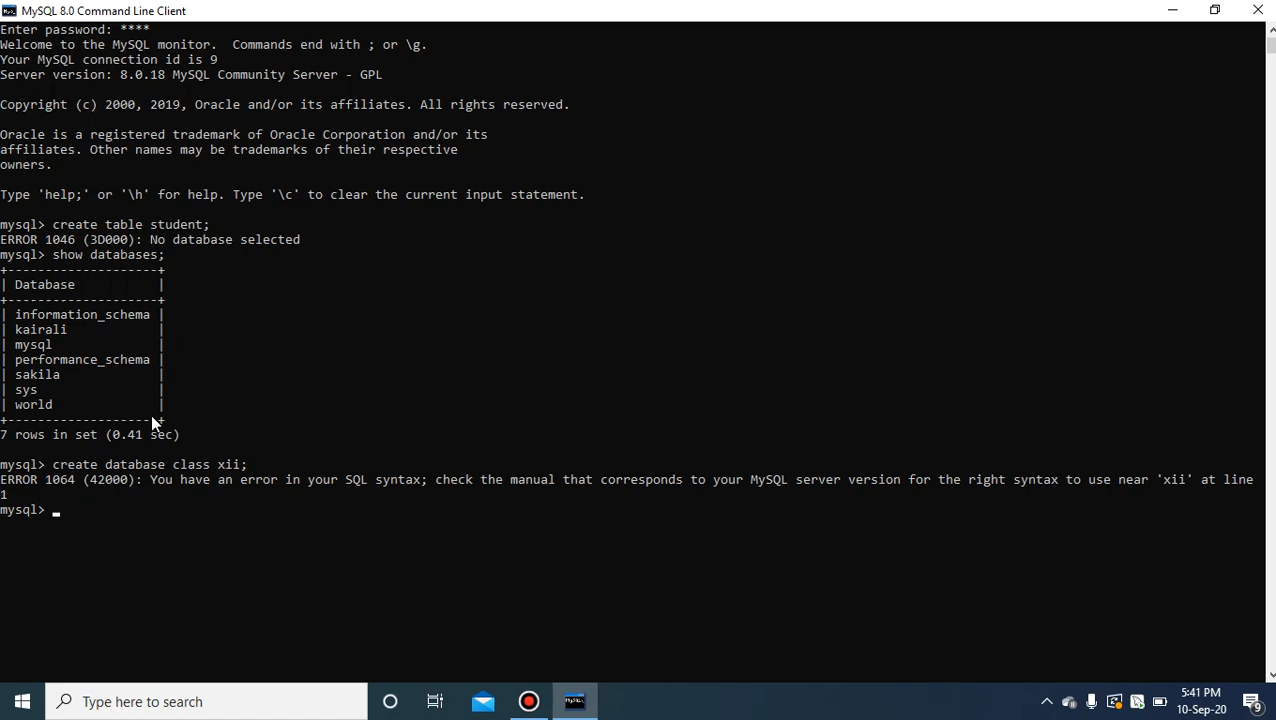 MySQL 8.0 Command Line Client
Enter password: ****
Welcome to the MySQL monitor.  Commands end with ; or \g.
Your MySQL connection id is 9
Server version: 8.0.18 MySQL Community Server - GPL
Copyright (c) 2000, 2019, Oracle and/or its affiliates. All rights reserved.
Oracle is a registered trademark of Oracle Corporation and/or its
affiliates. Other names may be trademarks of their respective
owners.
Type 'help;' or '\h' for help. Type '\c' to clear the current input statement.
mysql> create table student;
ERROR 1046 (3D000): No database selected
mysql> show databases;
+--------------------+
| Database           |
+--------------------+
| information_schema |
| kairali            |
| mysql              |
| performance_schema |
| sakila             |
| sys                |
| world              |
+--------------------+
7 rows in set (0.41 sec)
mysql> create database class xii;
ERROR 1064 (42000): You have an error in your SQL syntax; check the manual that corresponds to your MySQL server version for the right syntax to use near 'xii' at line
1
mysql> _
Type here to search
5:41 PM
10-Sep-20
9